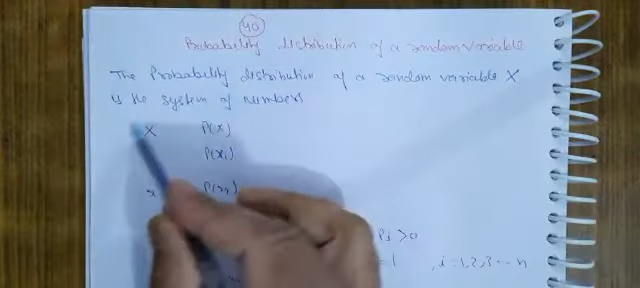 40
Probability distribution of a random variable
The Probability distribution of a random variable X
is the system of numbers
X P(X)
P(x₁)
P(x₂)
Pi >0
=1 , i=1,2,3---n